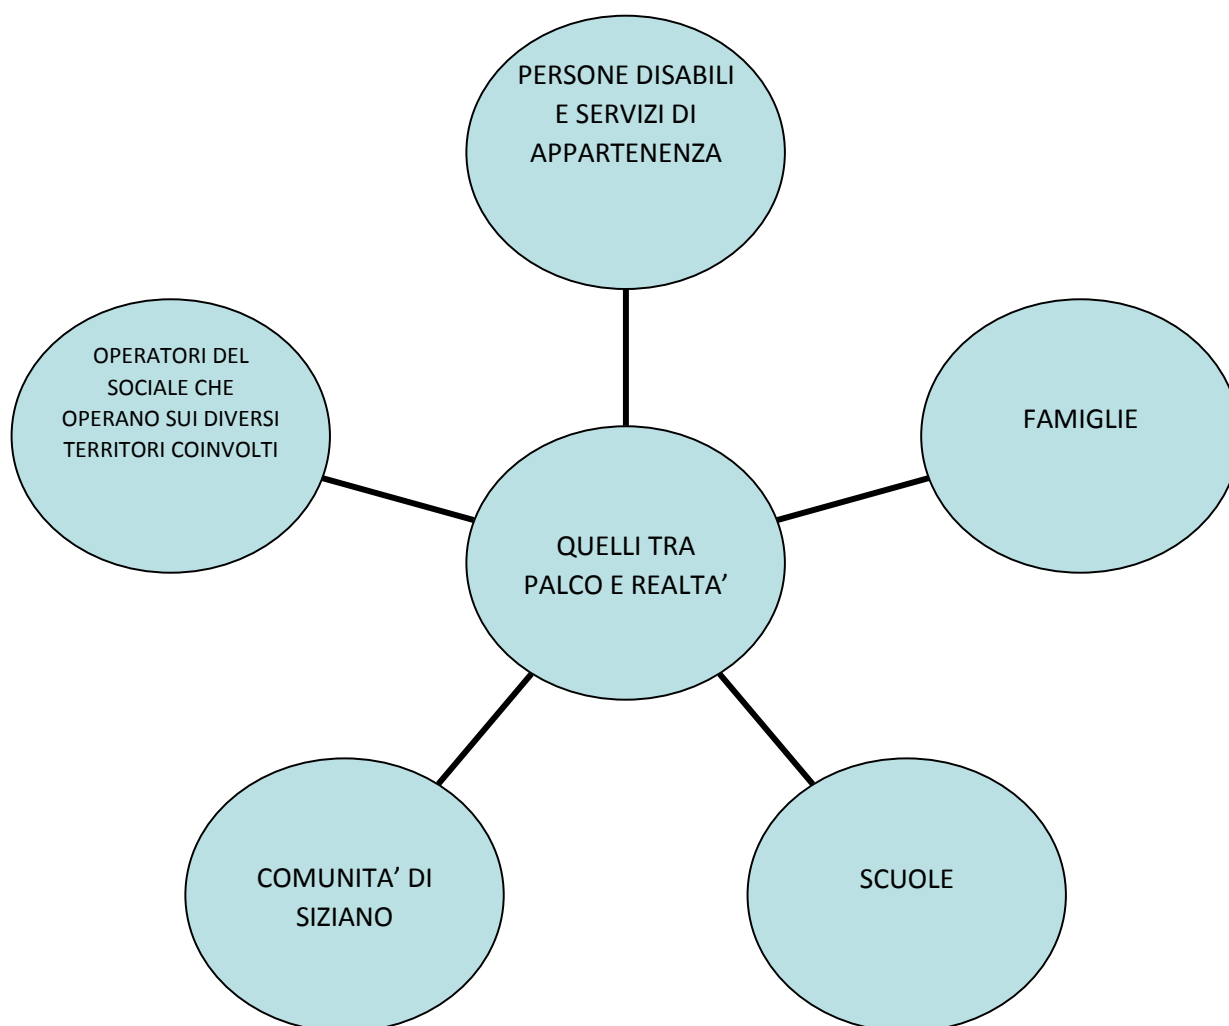 PERSONE DISABILI
E SERVIZI DI
APPARTENENZA
OPERATORI DEL
SOCIALE CHE
OPERANO SUI DIVERSI
TERRITORI COINVOLTI
FAMIGLIE
QUELLI TRA
PALCO E REALTA’
COMUNITA’ DI
SIZIANO
SCUOLE